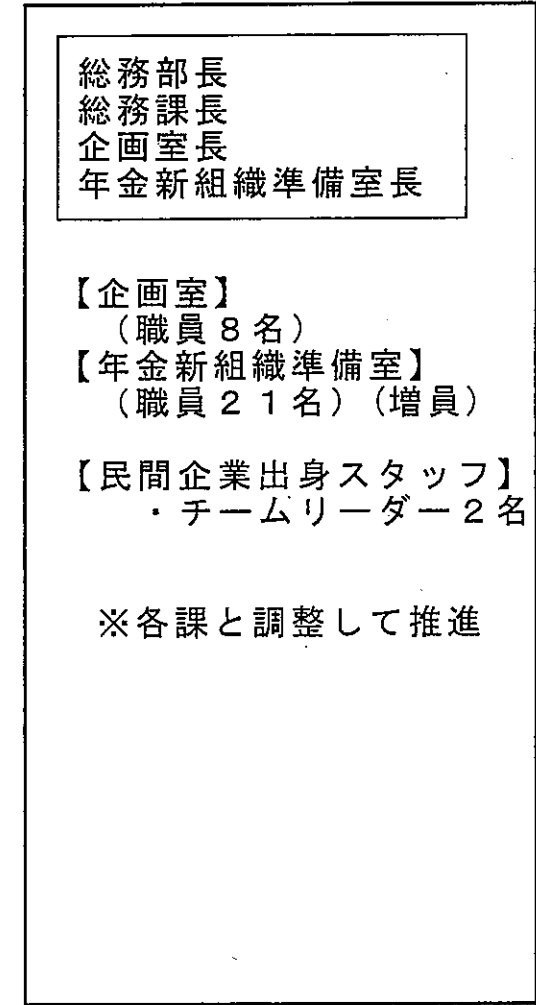 総務部長
総務課長
企画室長
年金新組織準備室長
【企画室】
（職員８名）
【年金新組織準備室】
（職員２１名）（増員）
【民間企業出身スタッフ】
・チームリーダー２名
※各課と調整して推進